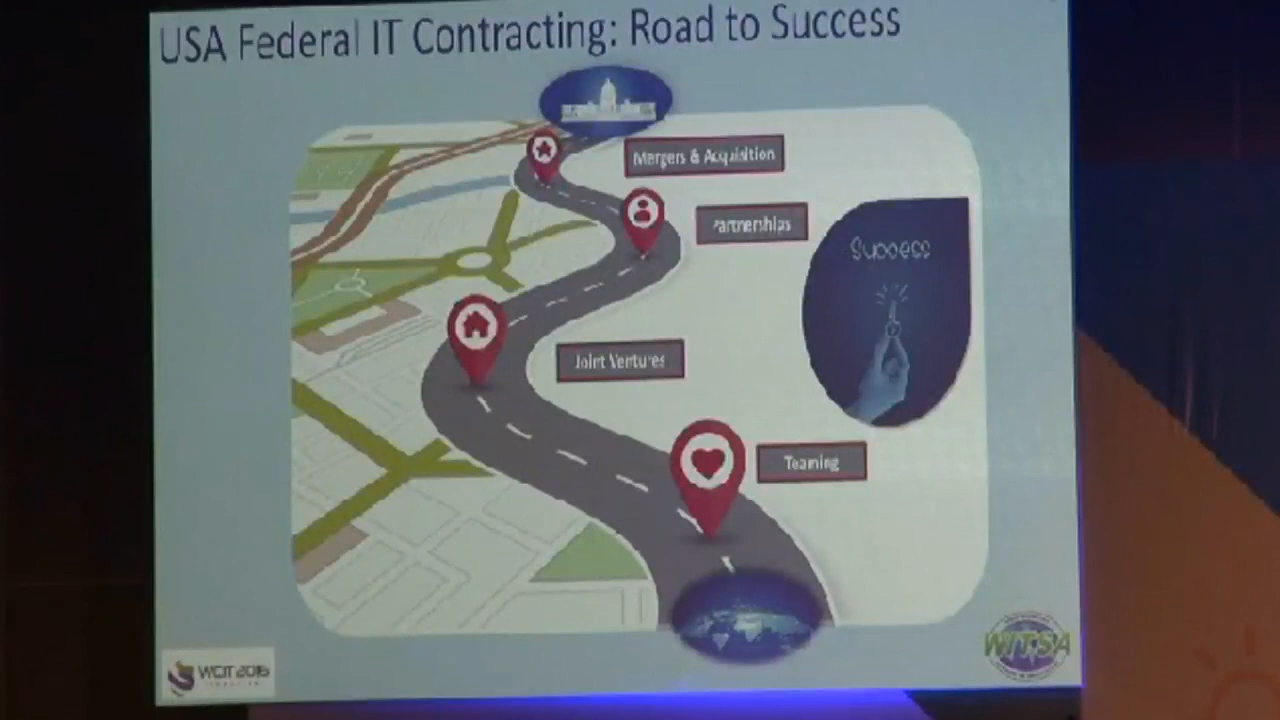 USA Federal IT Contracting: Road to Success
Mergers & Acquisition
Partnerships
Success
Joint Ventures
Teaming
WCIT 2016
WITSA